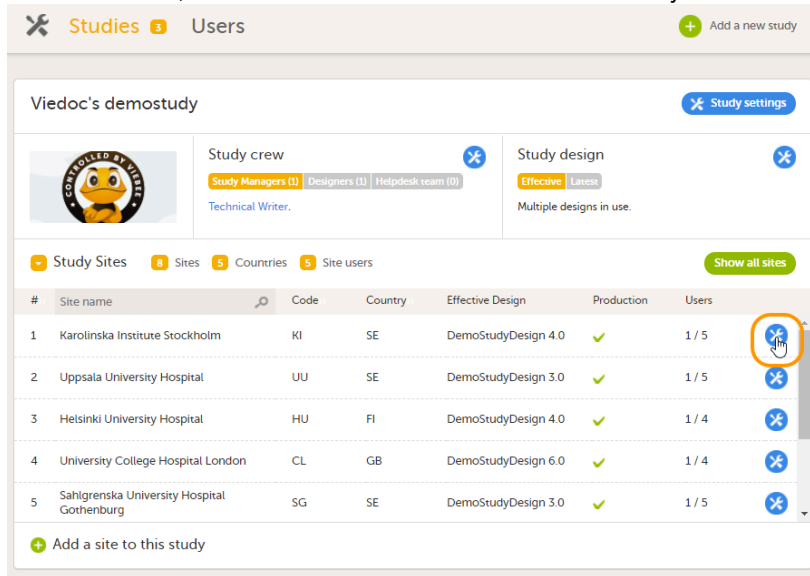 Studies 3 Users Add a new study
Viedoc's demostudy Study settings
CONTROLLED BY VIEBEE
Study crew
Study Managers (1) Designers (1) Helpdesk team (0)
Technical Writer.
Study design
Effective Latest
Multiple designs in use.
Study Sites 8 Sites 5 Countries 5 Site users Show all sites
# Site name Code Country Effective Design Production Users
1 Karolinska Institute Stockholm KI SE DemoStudyDesign 4.0 1 / 5
2 Uppsala University Hospital UU SE DemoStudyDesign 3.0 1 / 5
3 Helsinki University Hospital HU FI DemoStudyDesign 4.0 1 / 4
4 University College Hospital London CL GB DemoStudyDesign 6.0 1 / 4
5 Sahlgrenska University Hospital Gothenburg SG SE DemoStudyDesign 3.0 1 / 5
Add a site to this study